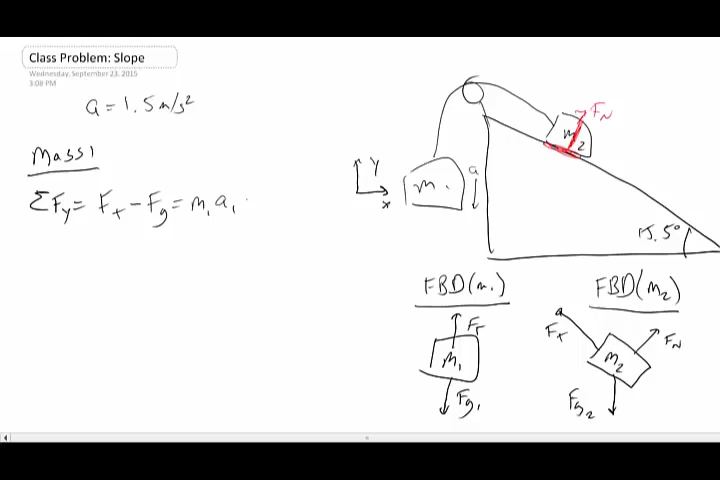 Class Problem: Slope
Wednesday, September 23, 2015
3:08 PM
a = 1.5 m/s²
Mass 1
ΣFy = FT - Fg = m₁a₁
FN
m₂
Y
x
m₁
a
15.5°
FBD(m₁)
FBD(m₂)
FT
m₁
Fg₁
FT
FN
m₂
Fg₂